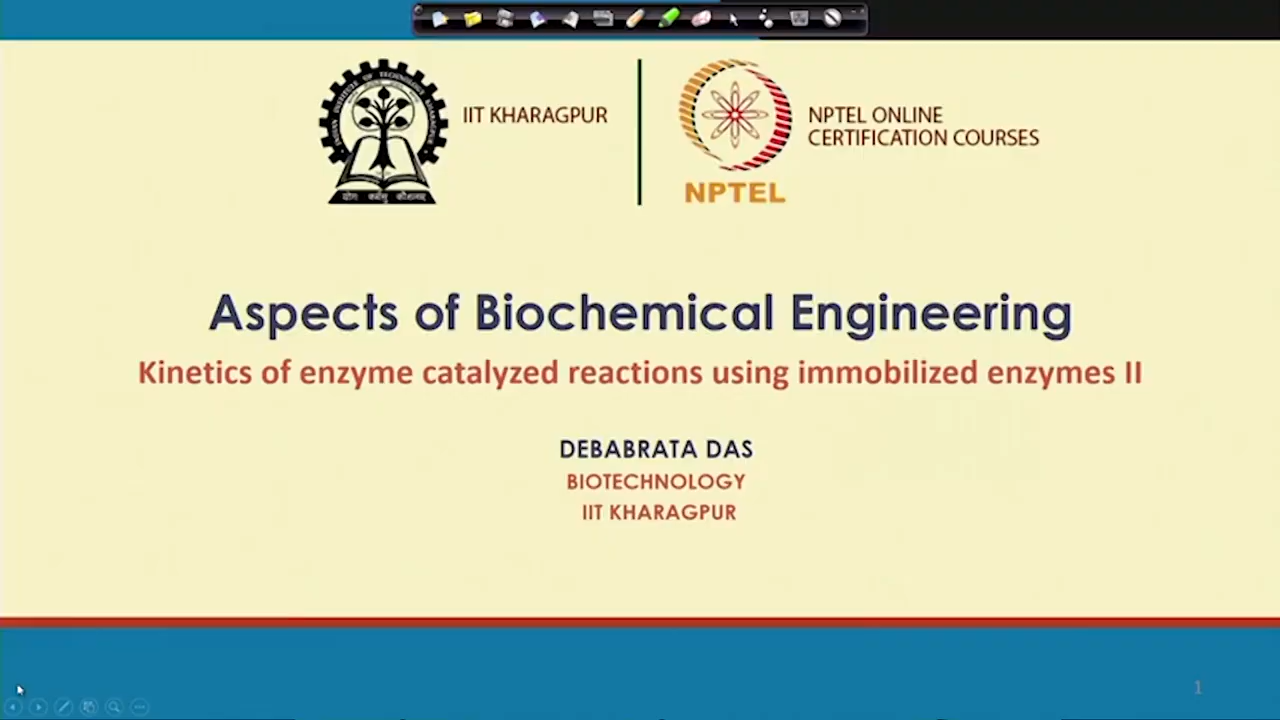 IIT KHARAGPUR
NPTEL ONLINE
CERTIFICATION COURSES
NPTEL
Aspects of Biochemical Engineering
Kinetics of enzyme catalyzed reactions using immobilized enzymes II
DEBABRATA DAS
BIOTECHNOLOGY
IIT KHARAGPUR
1